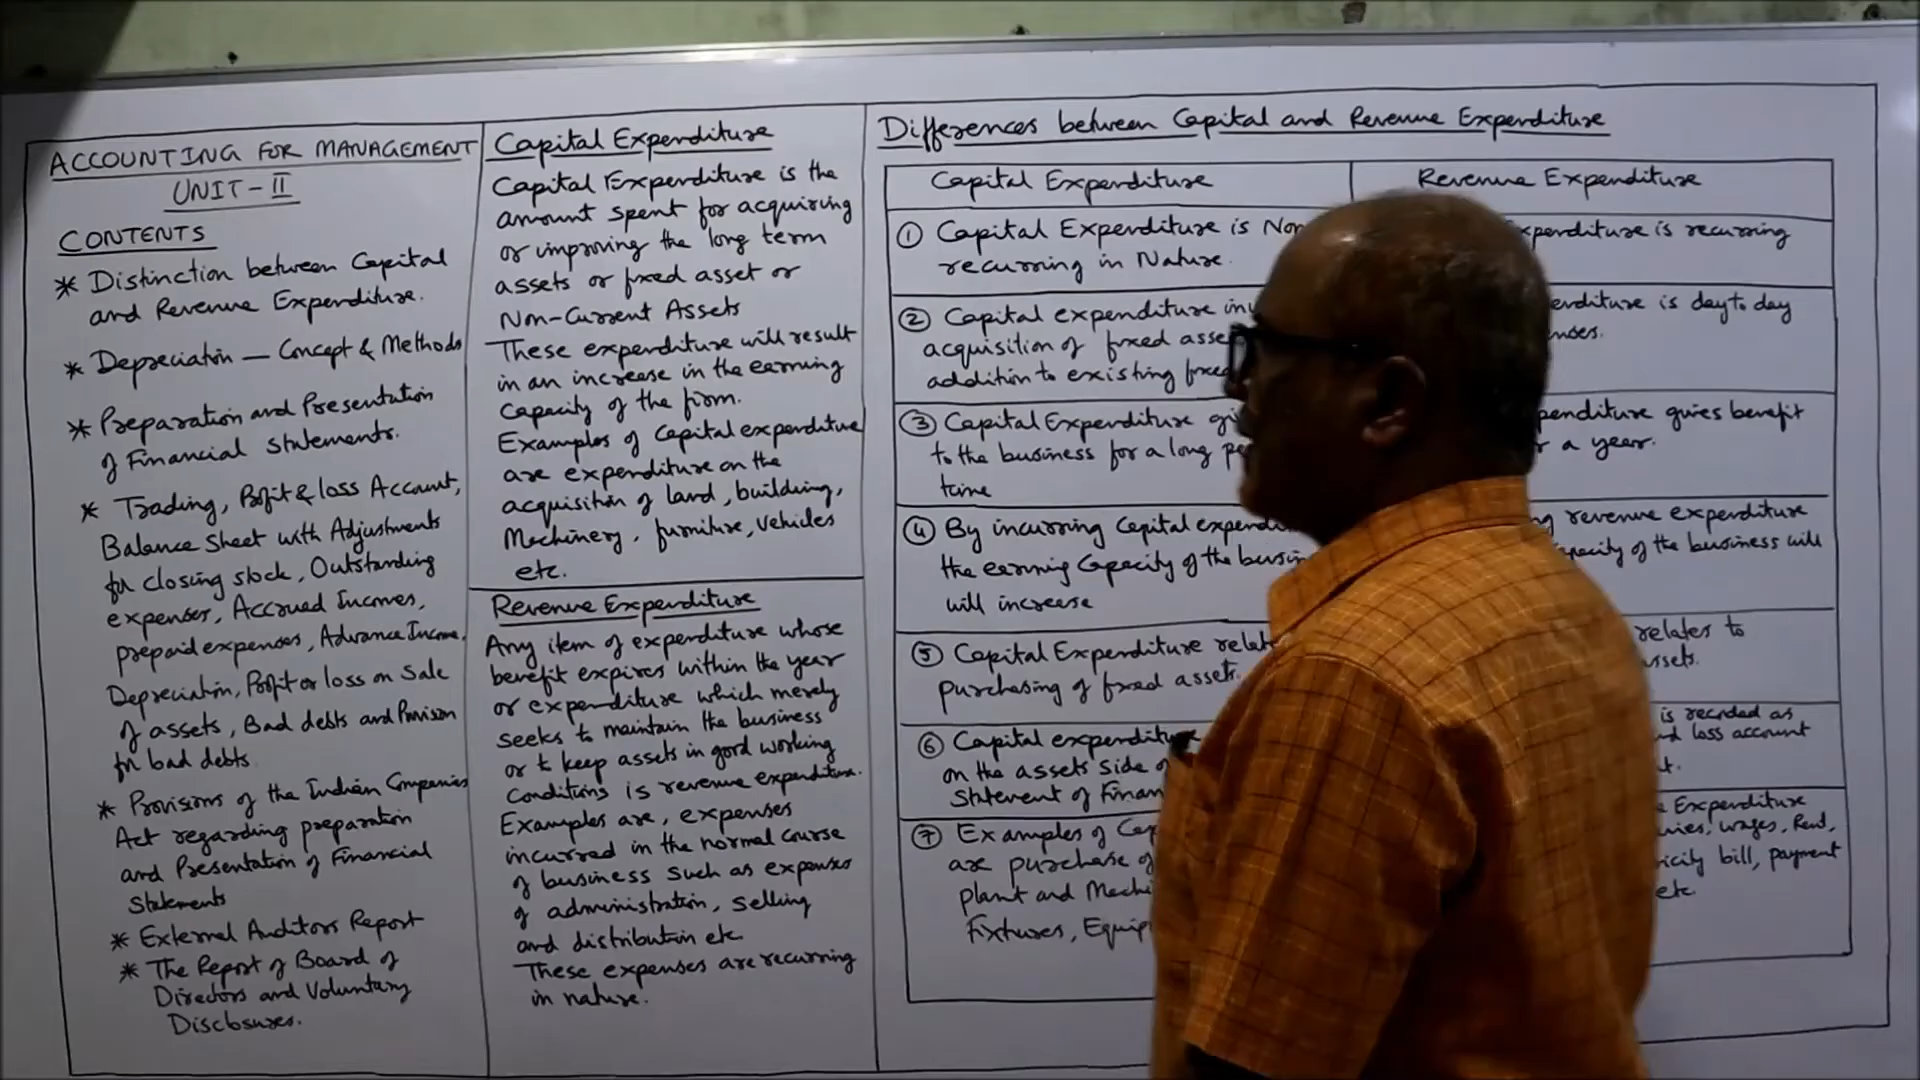 ACCOUNTING FOR MANAGEMENT
UNIT - II
CONTENTS
* Distinction between Capital
and Revenue Expenditure.
* Depreciation — Concept & Methods
* Preparation and Presentation
of Financial Statements.
* Trading, Profit & loss Account,
Balance Sheet with Adjustments
for closing stock, Outstanding
expenses, Accrued Incomes,
prepaid expenses, Advance Income,
Depreciation, Profit or loss on Sale
of assets, Bad debts and Provision
for bad debts.
* Provisions of the Indian Companies
Act regarding preparation
and Presentation of Financial
Statements
* External Auditors Report
* The Report of Board of
Directors and Voluntary
Disclosures.
Capital Expenditure
Capital Expenditure is the
amount spent for acquiring
or improving the long term
assets or fixed asset or
Non-Current Assets
These expenditure will result
in an increase in the earning
Capacity of the firm.
Examples of Capital expenditure
are expenditure on the
acquisition of land, building,
Machinery, furniture, vehicles
etc.
Revenue Expenditure
Any item of expenditure whose
benefit expires within the year
or expenditure which merely
seeks to maintain the business
or to keep assets in good working
Conditions is revenue expenditure.
Examples are, expenses
incurred in the normal course
of business such as expenses
of administration, selling
and distribution etc
These expenses are recurring
in nature.
Differences between Capital and Revenue Expenditure
Capital Expenditure
Revenue Expenditure
① Capital Expenditure is Non
recurring in Nature.
expenditure is recurring
② Capital expenditure
acquisition of fixed
addition to existing
is day to day
③ Capital Expenditure
to the business for a long
time
gives benefit
a year.
④ By incurring Capital
the earning Capacity of the
will increase
revenue expenditure
of the business will
⑤ Capital Expenditure
purchasing of fixed assets.
relates to
⑥ Capital expenditure
on the assets side
Statement of
is recorded as
loss account
⑦ Examples of
are purchase of
plant and
Fixtures,
Expenditure
wages, Rent,
bill, payment
etc